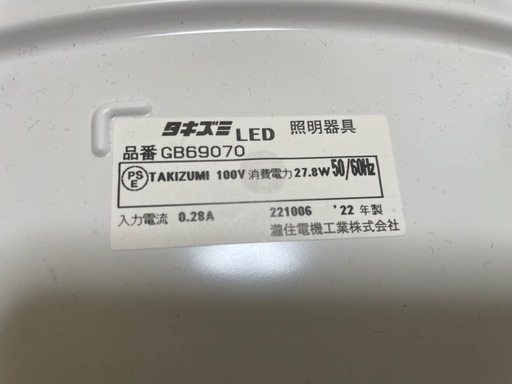 タキズミ LED 照明器具
品番 GB69070
PS E TAKIZUMI 100V 消費電力 27.8W 50/60Hz
入力電流 0.28A 221006 '22 年製
瀧住電機工業株式会社